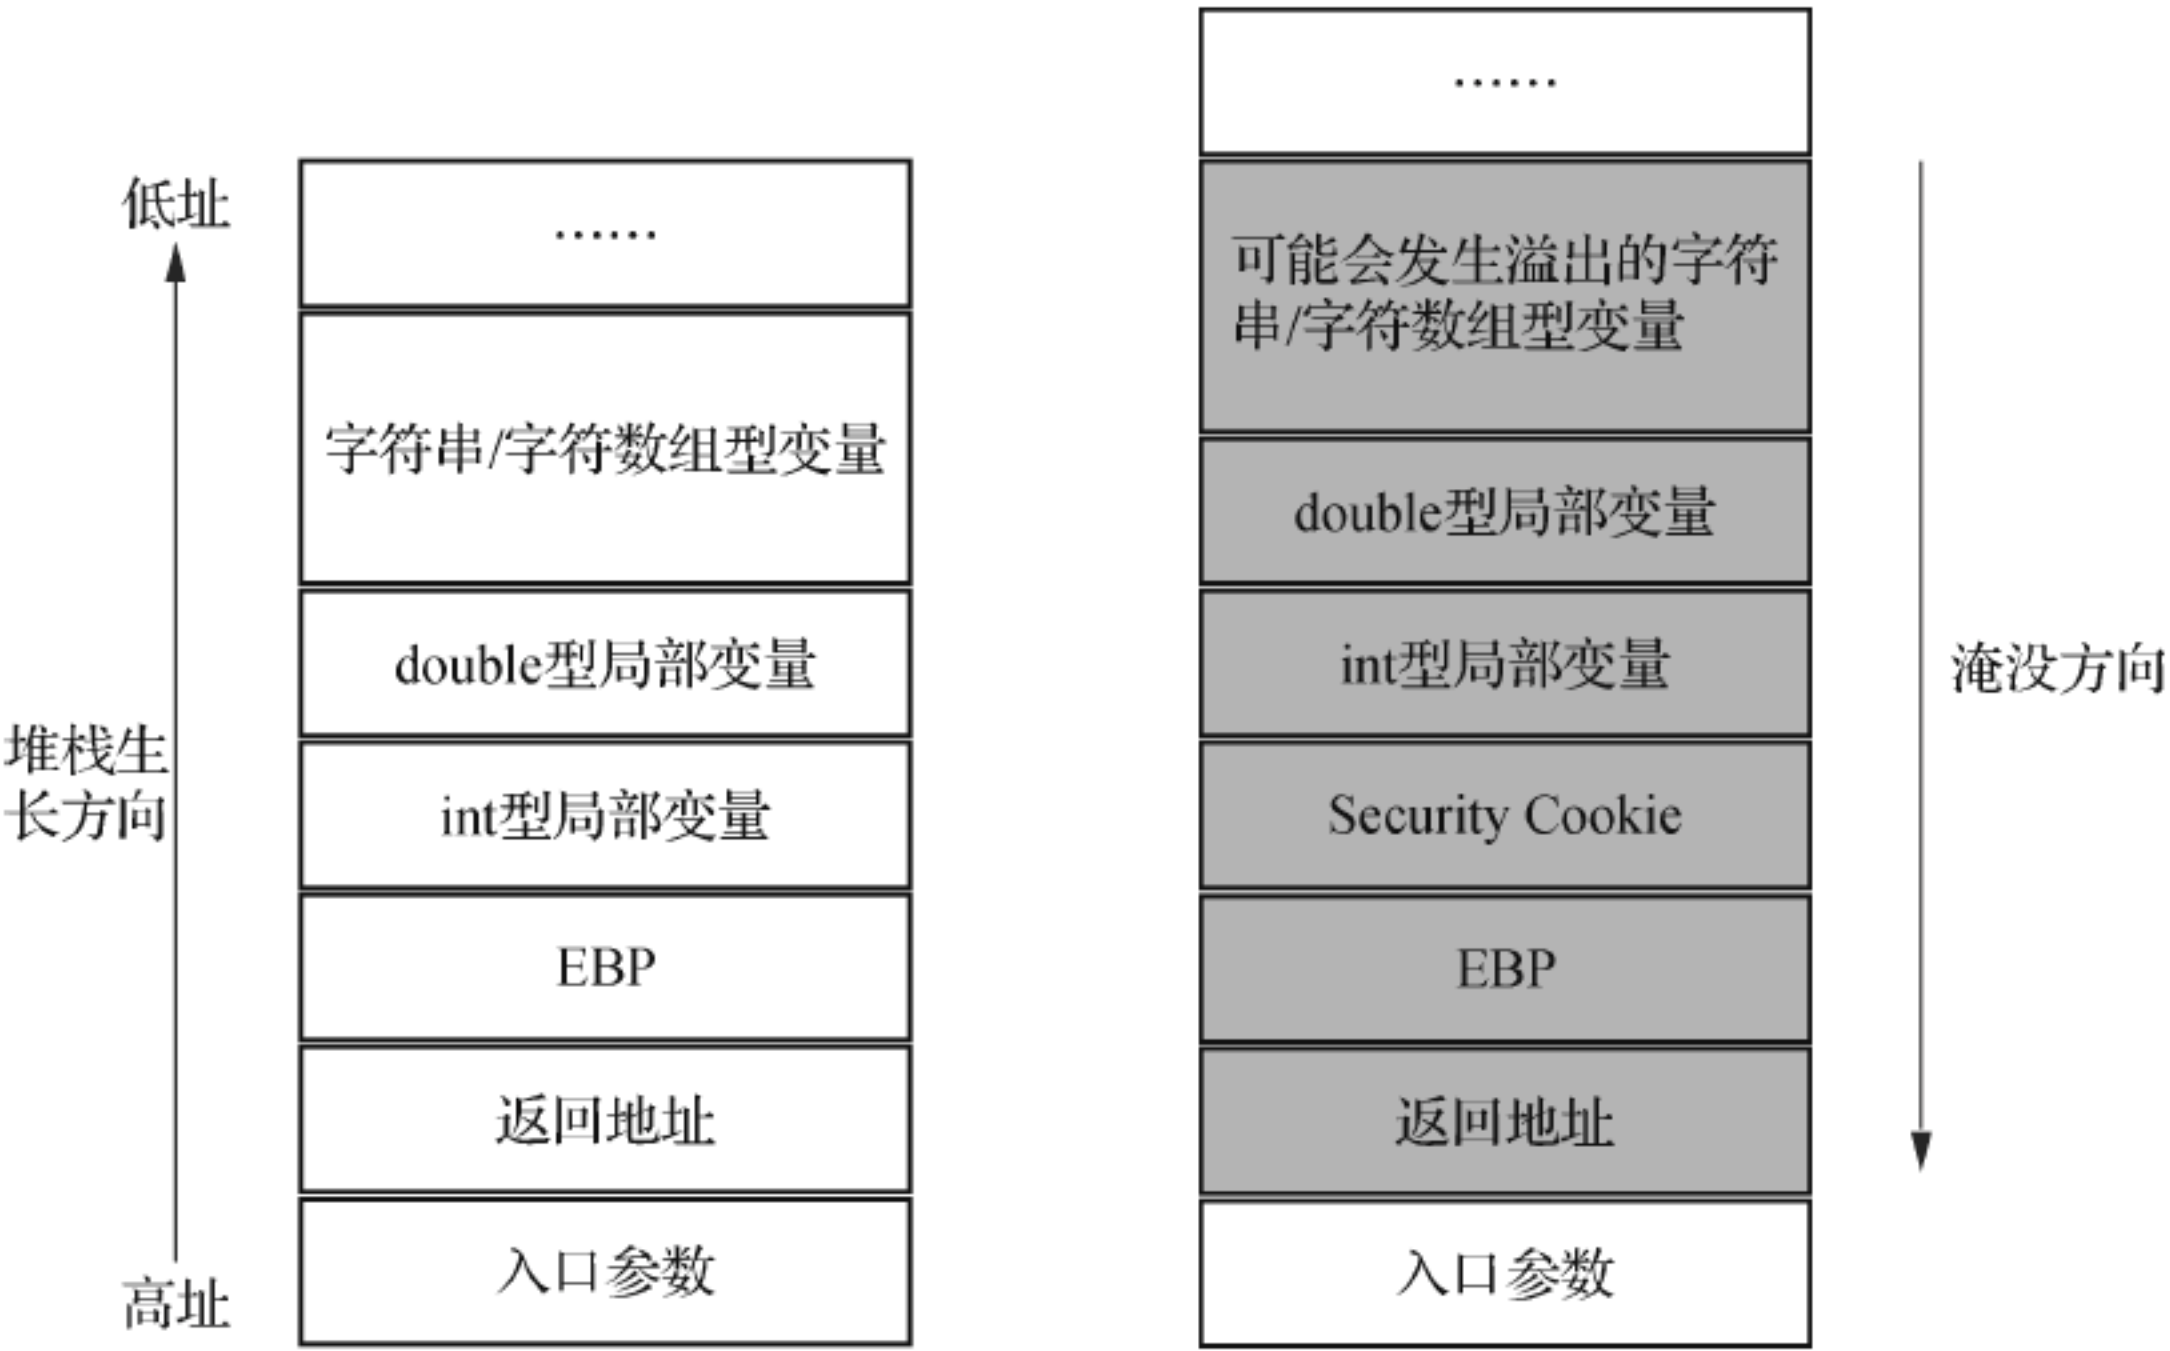 低址
堆栈生
长方向
高址
……
字符串/字符数组型变量
double型局部变量
int型局部变量
EBP
返回地址
入口参数
……
可能会发生溢出的字符
串/字符数组型变量
double型局部变量
int型局部变量
Security Cookie
EBP
返回地址
入口参数
淹没方向